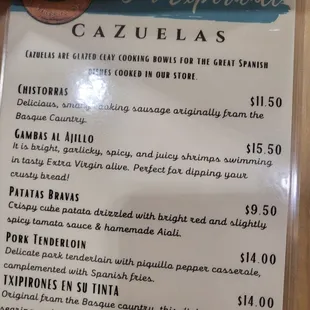 CAZUELAS
CAZUELAS ARE GLAZED CLAY COOKING BOWLS FOR THE GREAT SPANISH
DISHES COOKED IN OUR STORE.
CHISTORRAS $11.50
Delicious, smoky cooking sausage originally from the
Basque Country.
GAMBAS AL AJILLO $15.50
It is bright, garlicky, spicy, and juicy shrimps swimming
in tasty Extra Virgin olive. Perfect for dipping your
crusty bread!
PATATAS BRAVAS $9.50
Crispy cube patata drizzled with bright red and slightly
spicy tomato sauce & homemade Aioli.
PORK TENDERLOIN $14.00
Delicate pork tenderloin with piquillo pepper casserole,
complemented with Spanish fries.
TXIPIRONES EN SU TINTA $14.00
Original from the Basque country, this